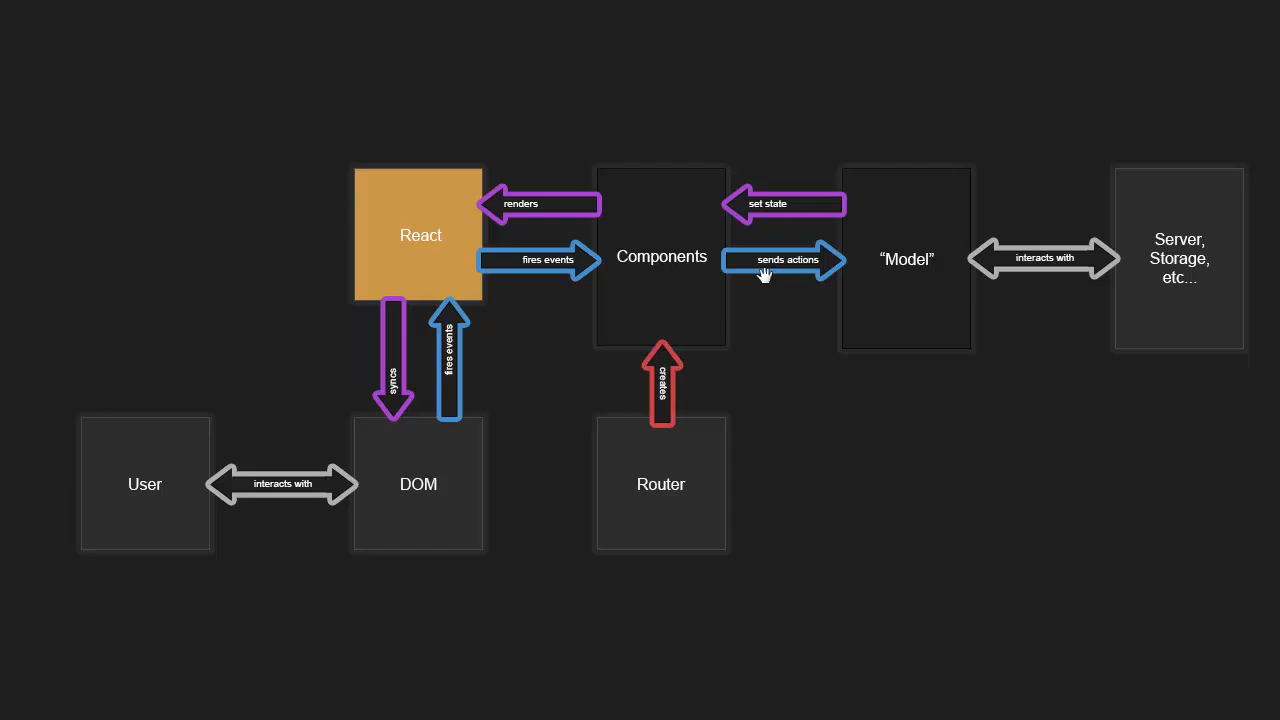 renders
set state
React
fires events
Components
sends actions
“Model”
interacts with
Server,
Storage,
etc...
syncs
fires events
creates
User
interacts with
DOM
Router